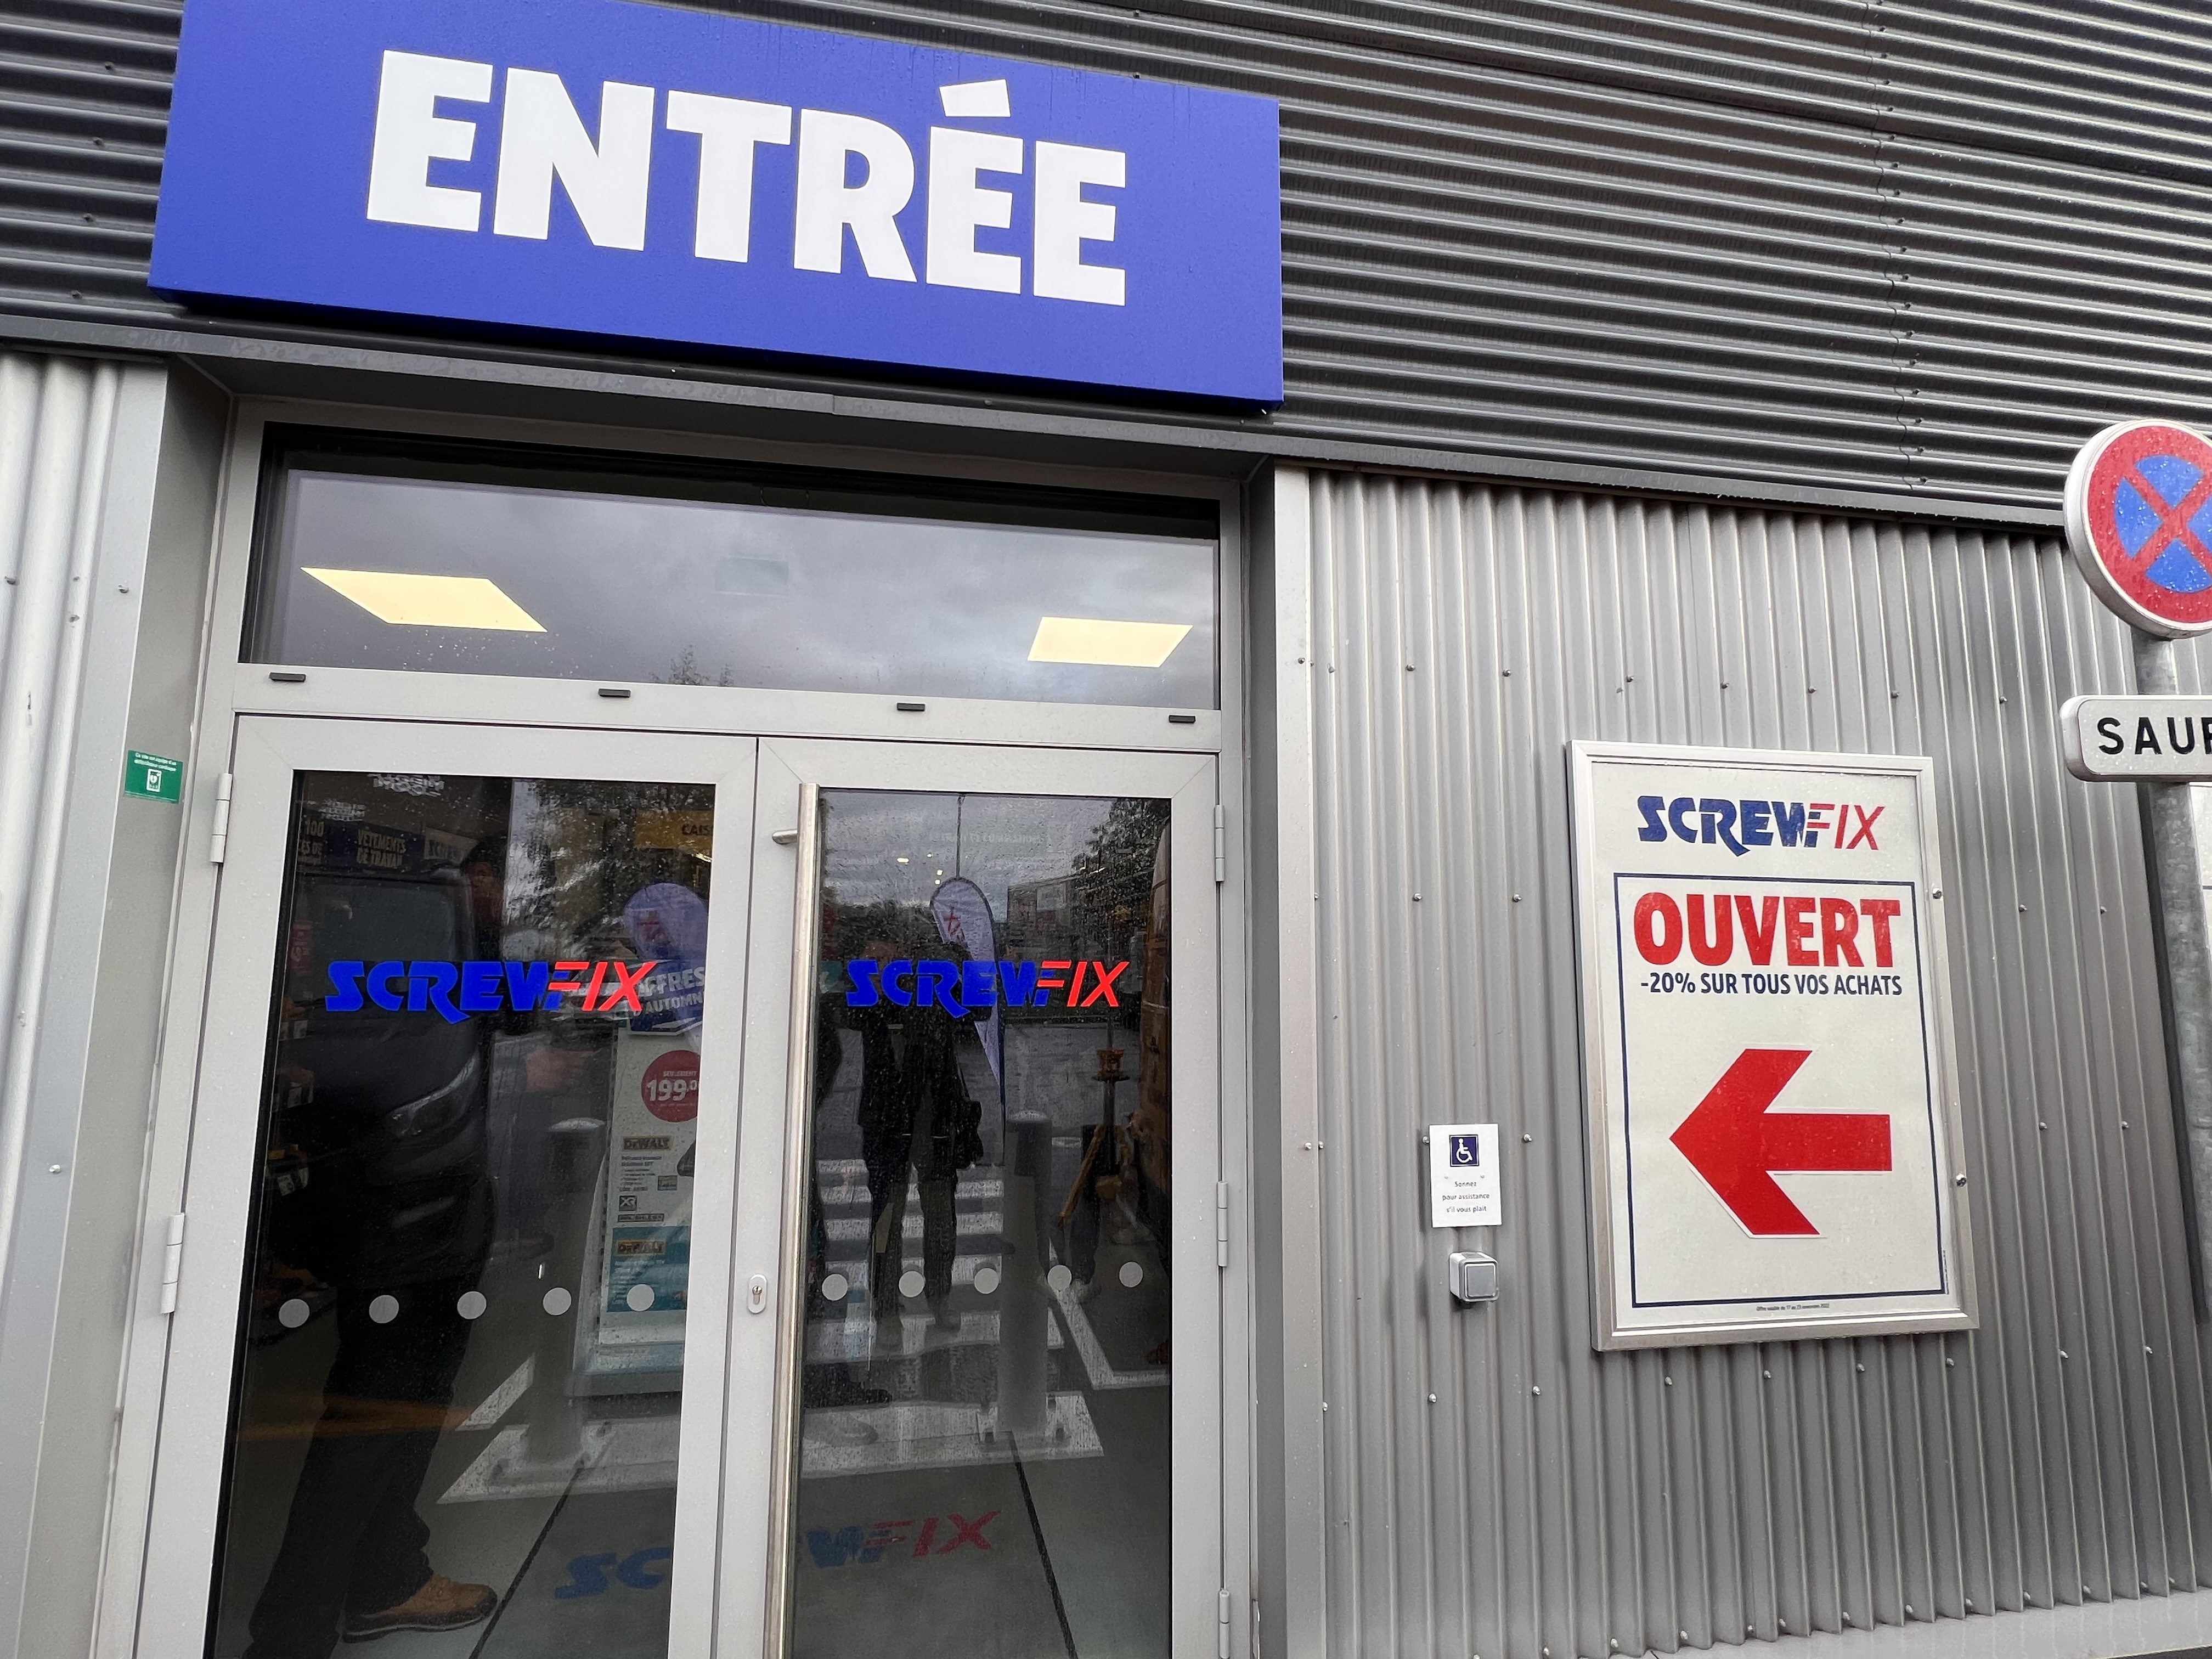 ENTRÉE
SAUF
VÊTEMENTS
DE TRAVAIL
SCREWFIX
SCREWFIX
SCREWFIX
OUVERT
-20% SUR TOUS VOS ACHATS
199
DEWALT
DEWALT
Sonnez
pour assistance
s'il vous plait
SCREWFIX